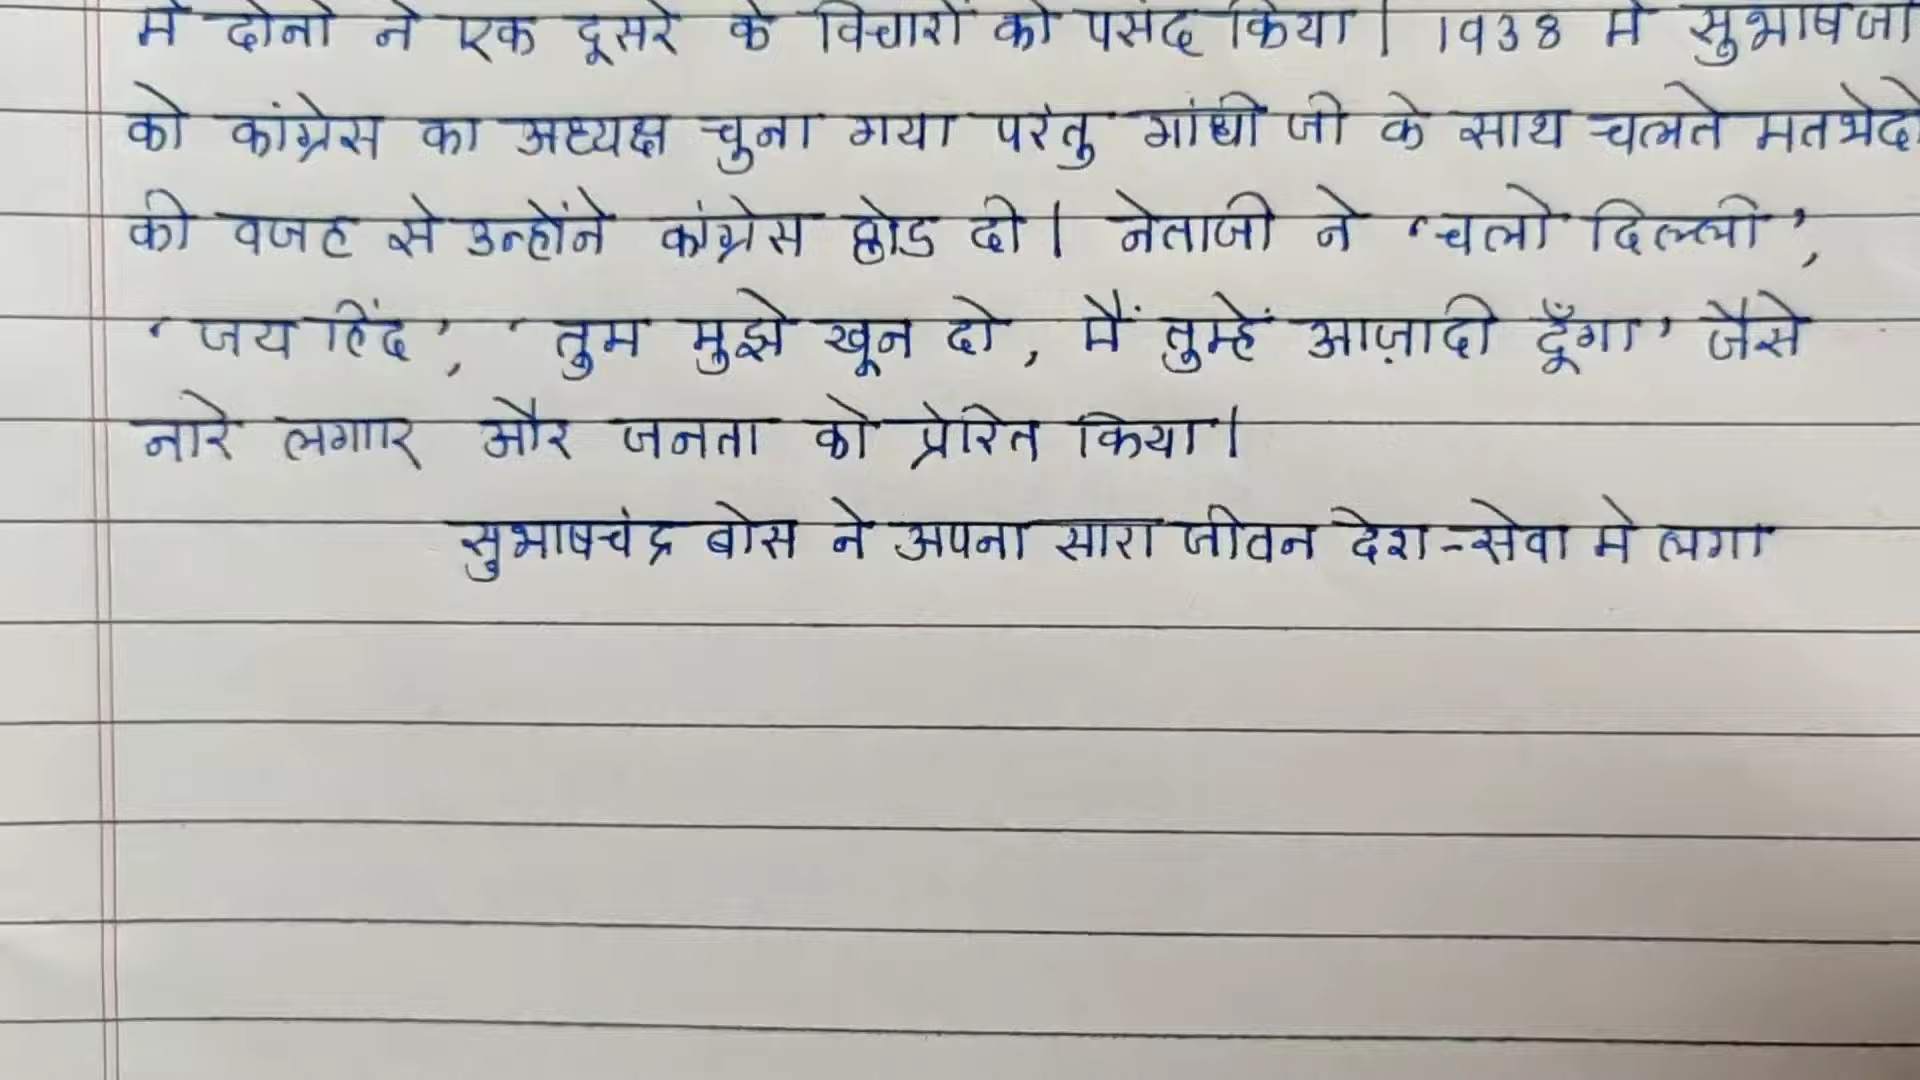 में दोनों ने एक दूसरे के विचारों को पसंद किया। 1938 में सुभाषजी
को कांग्रेस का अध्यक्ष चुना गया परंतु गांधी जी के साथ चलते मतभेदो
की वजह से उन्होंने कांग्रेस छोड दी। नेताजी ने 'चलो दिल्ली',
'जय हिंद', 'तुम मुझे खून दो, मैं तुम्हें आज़ादी दूँगा' जैसे
नारे लगाार और जनता को प्रेरित किया।
सुभाषचंद्र बोस ने अपना सारा जीवन देश-सेवा मे लगा